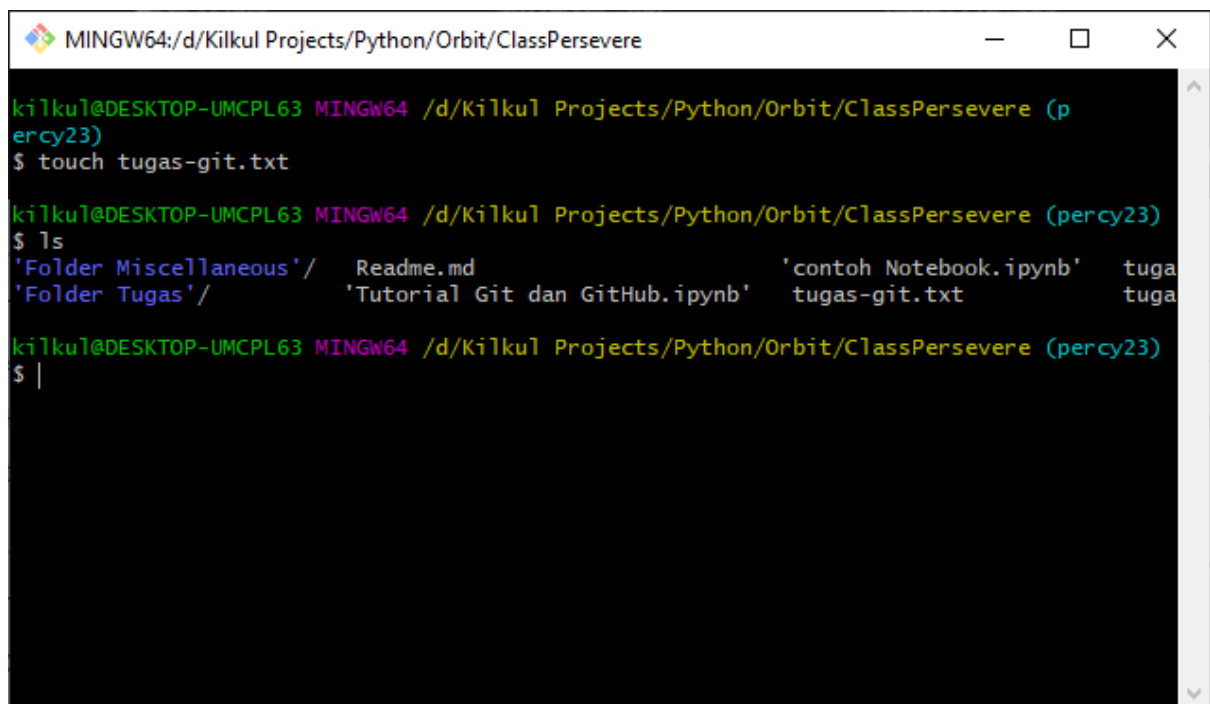 MINGW64:/d/Kilkul Projects/Python/Orbit/ClassPersevere
kilkul@DESKTOP-UMCPL63 MINGW64 /d/Kilkul Projects/Python/Orbit/ClassPersevere (p
ercy23)
$ touch tugas-git.txt
kilkul@DESKTOP-UMCPL63 MINGW64 /d/Kilkul Projects/Python/Orbit/ClassPersevere (percy23)
$ ls
'Folder Miscellaneous'/ Readme.md 'contoh Notebook.ipynb' tuga
'Folder Tugas'/ 'Tutorial Git dan GitHub.ipynb' tugas-git.txt tuga
kilkul@DESKTOP-UMCPL63 MINGW64 /d/Kilkul Projects/Python/Orbit/ClassPersevere (percy23)
$